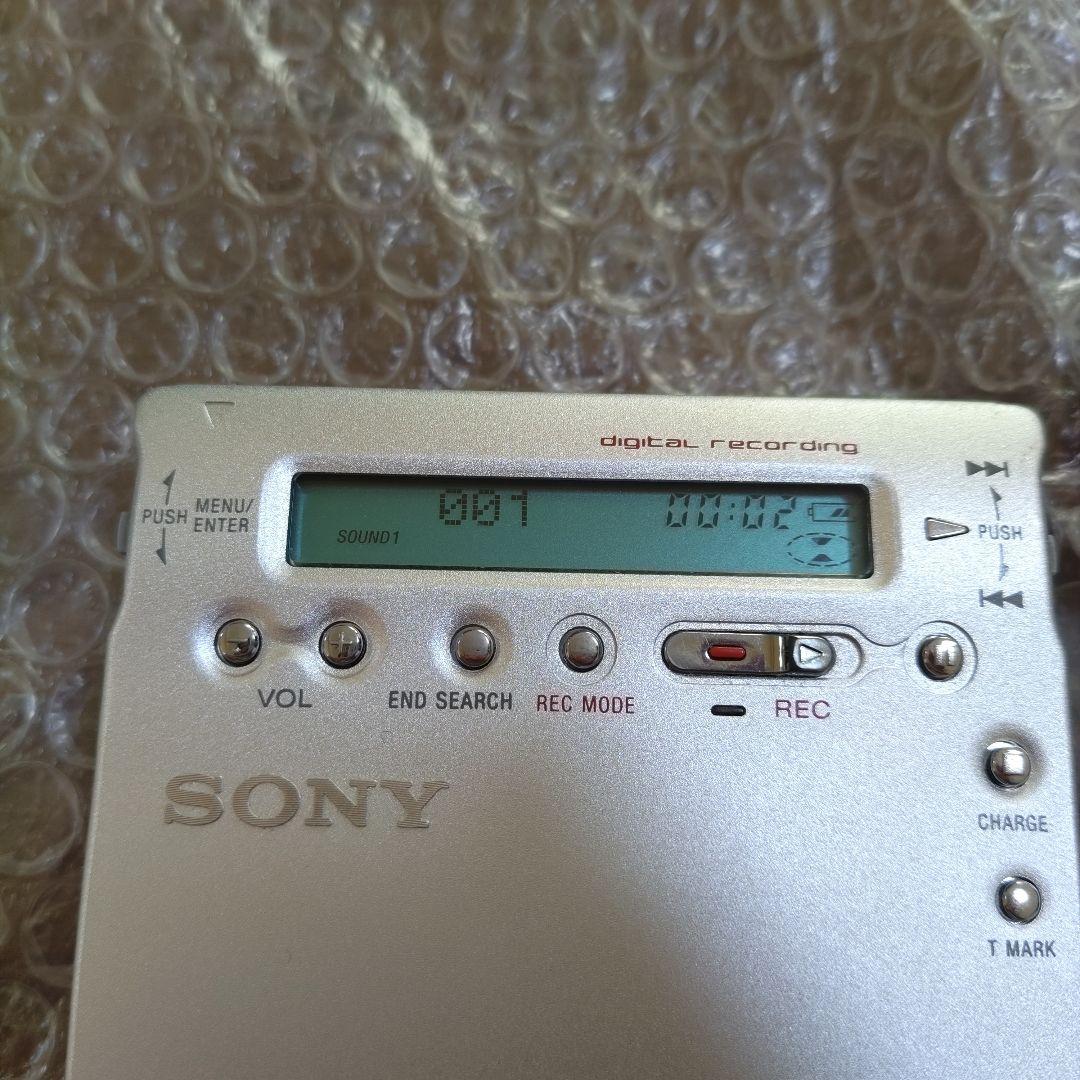 digital recording
PUSH
MENU/
ENTER
001
00:02
SOUND1
PUSH
VOL
END SEARCH
REC MODE
REC
SONY
CHARGE
T MARK